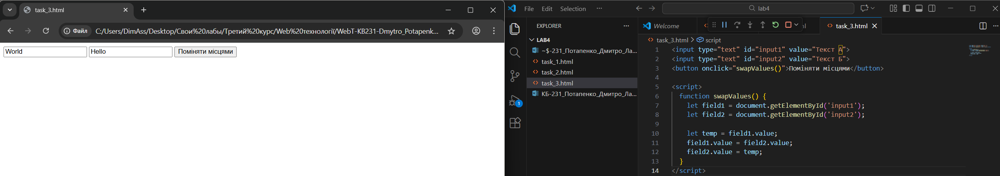 task_3.html
Файл C:/Users/DimAss/Desktop/Свои%20лабы/Третий%20курс/Web%20технології/WebT-KB231-Dmytro_Potapenk...
World Hello Поміняти місцями
File Edit Selection ... lab4
EXPLORER ...
LAB4
~$-231_Потапенко_Дмитро_Ла...
task_1.html
task_2.html
task_3.html
КБ-231_Потапенко_Дмитро_Ла...
1
Welcome ml task_3.html ...
task_3.html > script
1 <input type="text" id="input1" value="Текст А">
2 <input type="text" id="input2" value="Текст Б">
3 <button onclick="swapValues()">Поміняти місцями</button>
4
5 <script>
6 function swapValues() {
7 let field1 = document.getElementById('input1');
8 let field2 = document.getElementById('input2');
9
10 let temp = field1.value;
11 field1.value = field2.value;
12 field2.value = temp;
13 }
14 </script>